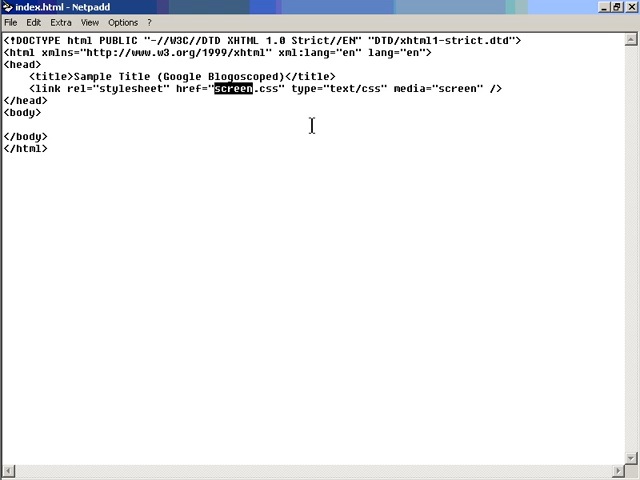 index.html - Netpadd
File Edit Extra View Options ?
<!DOCTYPE html PUBLIC "-//W3C//DTD XHTML 1.0 Strict//EN" "DTD/xhtml1-strict.dtd">
<html xmlns="http://www.w3.org/1999/xhtml" xml:lang="en" lang="en">
<head>
    <title>Sample Title (Google Blogoscoped)</title>
    <link rel="stylesheet" href="screen.css" type="text/css" media="screen" />
</head>
<body>
</body>
</html>